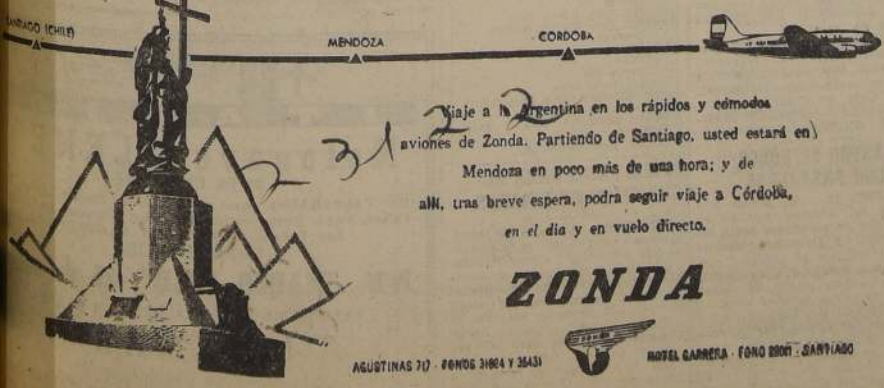 SANTIAGO (CHILE)
MENDOZA
CORDOBA
Viaje a la Argentina en los rápidos y cómodos
aviones de Zonda. Partiendo de Santiago, usted estará en
Mendoza en poco más de una hora; y de
allí, tras breve espera, podrá seguir viaje a Córdoba,
en el día y en vuelo directo.
ZONDA
AGUSTINAS 717 - FONOS 31824 Y 35431
HOTEL CARRERA - FONO - SANTIAGO